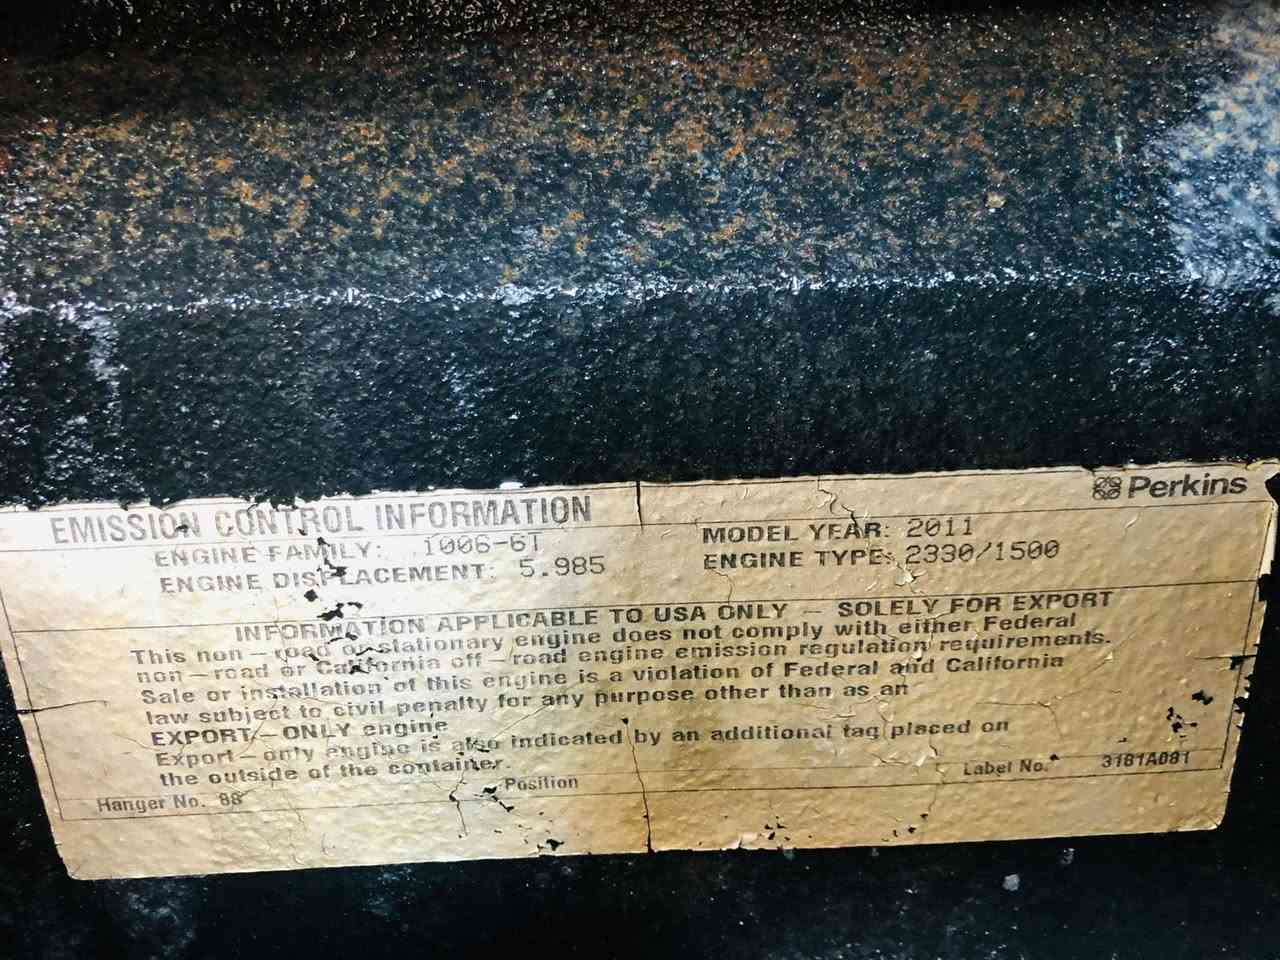 Perkins
EMISSION CONTROL INFORMATION
ENGINE FAMILY: 1006-6T
MODEL YEAR: 2011
ENGINE DISPLACEMENT: 5.985
ENGINE TYPE: 2330/1500
INFORMATION APPLICABLE TO USA ONLY - SOLELY FOR EXPORT
This non-road or stationary engine does not comply with either Federal
non-road or California off-road engine emission regulation requirements.
Sale or installation of this engine is a violation of Federal and California
law subject to civil penalty for any purpose other than as an
EXPORT-ONLY engine
Export-only engine is also indicated by an additional tag placed on
the outside of the container.
Hanger No. 88
Position
Label No. 3181A081